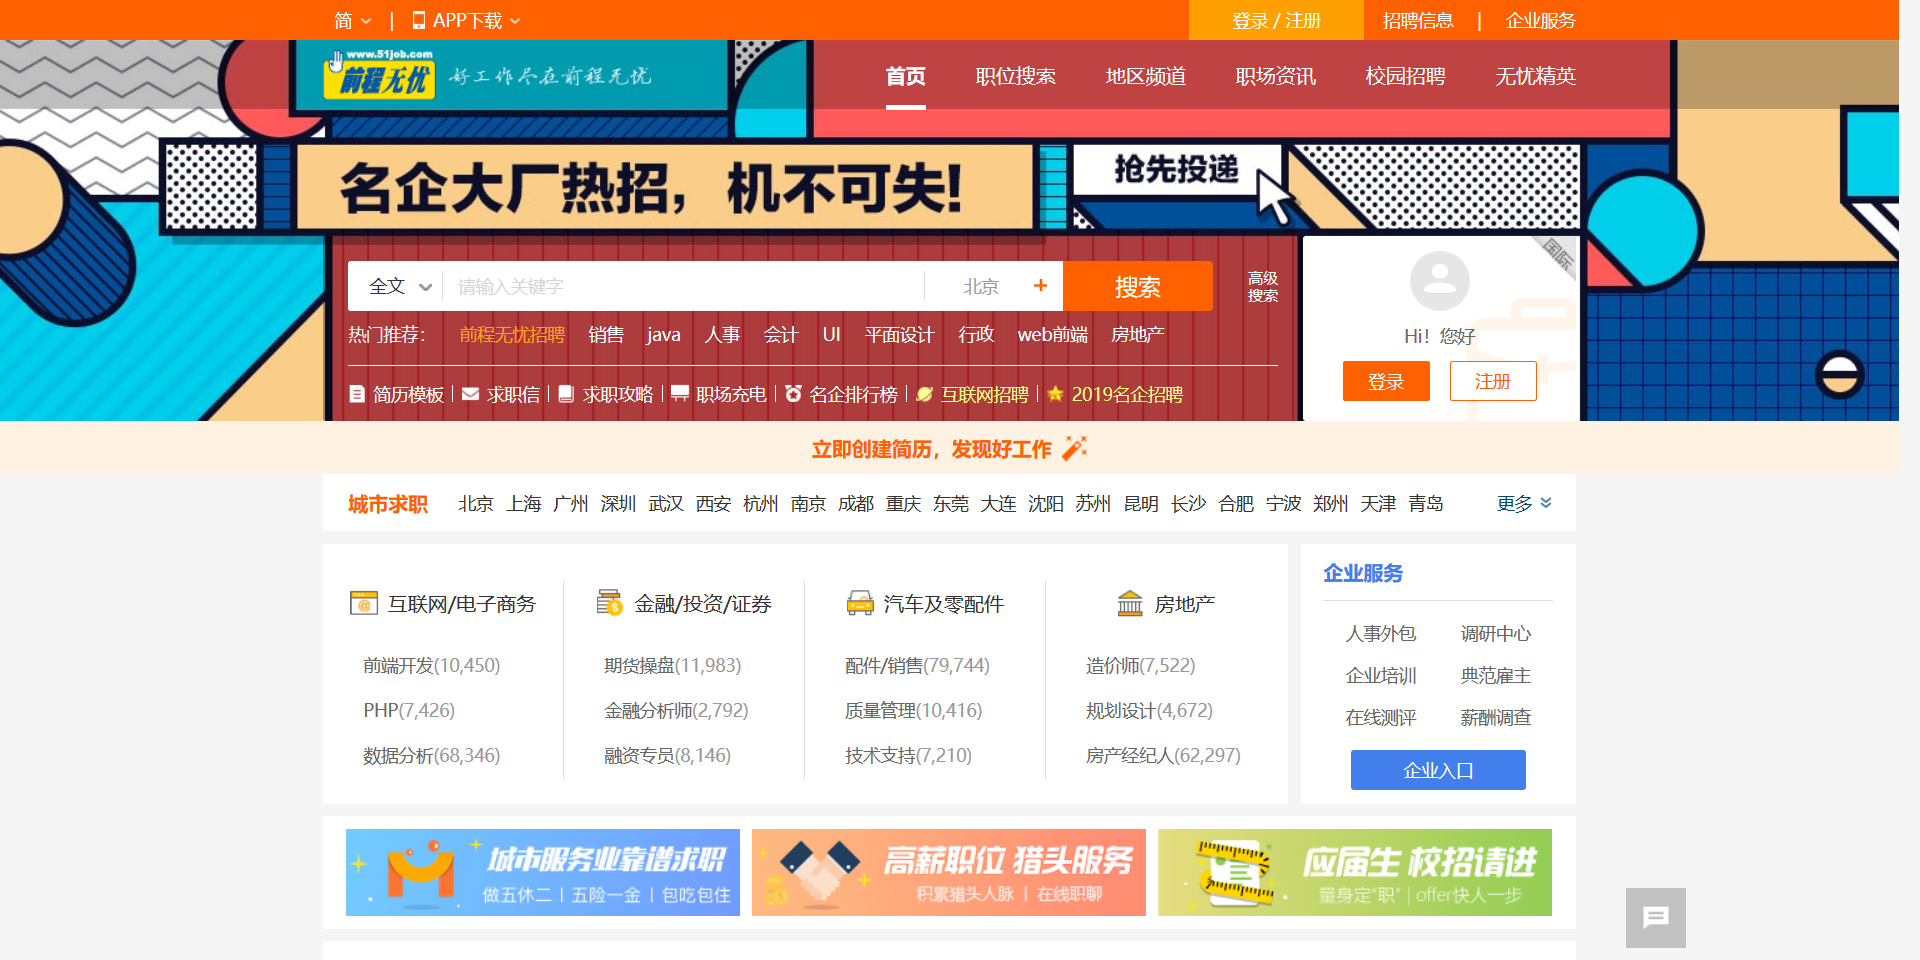 简 | APP下载 登录 / 注册 招聘信息 | 企业服务
www.51job.com
前程无忧 好工作尽在前程无忧
首页 职位搜索 地区频道 职场资讯 校园招聘 无忧精英
名企大厂热招，机不可失!
抢先投递
国际
全文 请输入关键字 北京 + 搜索
高级
搜索
热门推荐： 前程无忧招聘 销售 java 人事 会计 UI 平面设计 行政 web前端 房地产
Hi！您好
登录 注册
简历模板 | 求职信 | 求职攻略 | 职场充电 | 名企排行榜 | 互联网招聘 | 2019名企招聘
立即创建简历，发现好工作
城市求职 北京 上海 广州 深圳 武汉 西安 杭州 南京 成都 重庆 东莞 大连 沈阳 苏州 昆明 长沙 合肥 宁波 郑州 天津 青岛 更多
互联网/电子商务
前端开发(10,450)
PHP(7,426)
数据分析(68,346)
金融/投资/证券
期货操盘(11,983)
金融分析师(2,792)
融资专员(8,146)
汽车及零配件
配件/销售(79,744)
质量管理(10,416)
技术支持(7,210)
房地产
造价师(7,522)
规划设计(4,672)
房产经纪人(62,297)
企业服务
人事外包 调研中心
企业培训 典范雇主
在线测评 薪酬调查
企业入口
城市服务业靠谱求职
做五休二 | 五险一金 | 包吃包住
高薪职位 猎头服务
积累猎头人脉 | 在线职聊
应届生 校招请进
量身定"职" | offer快人一步